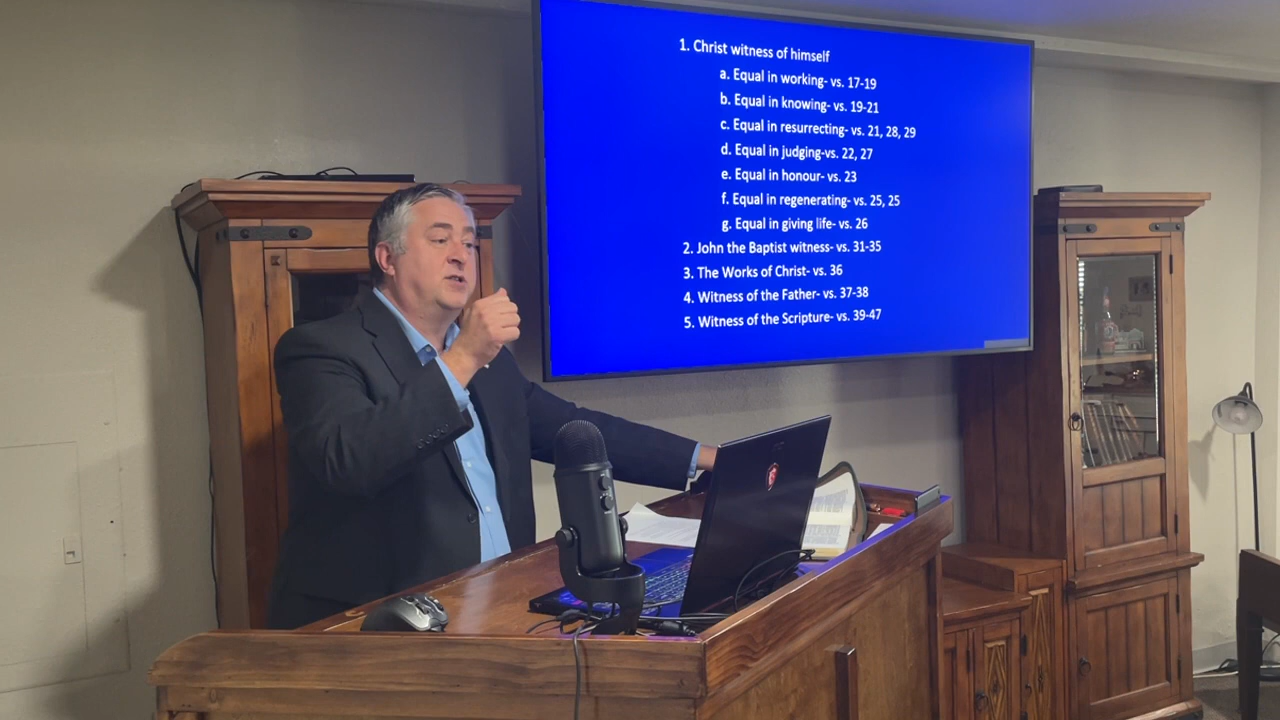 1. Christ witness of himself
a. Equal in working- vs. 17-19
b. Equal in knowing- vs. 19-21
c. Equal in resurrecting- vs. 21, 28, 29
d. Equal in judging-vs. 22, 27
e. Equal in honour- vs. 23
f. Equal in regenerating- vs. 25, 25
g. Equal in giving life- vs. 26
2. John the Baptist witness- vs. 31-35
3. The Works of Christ- vs. 36
4. Witness of the Father- vs. 37-38
5. Witness of the Scripture- vs. 39-47